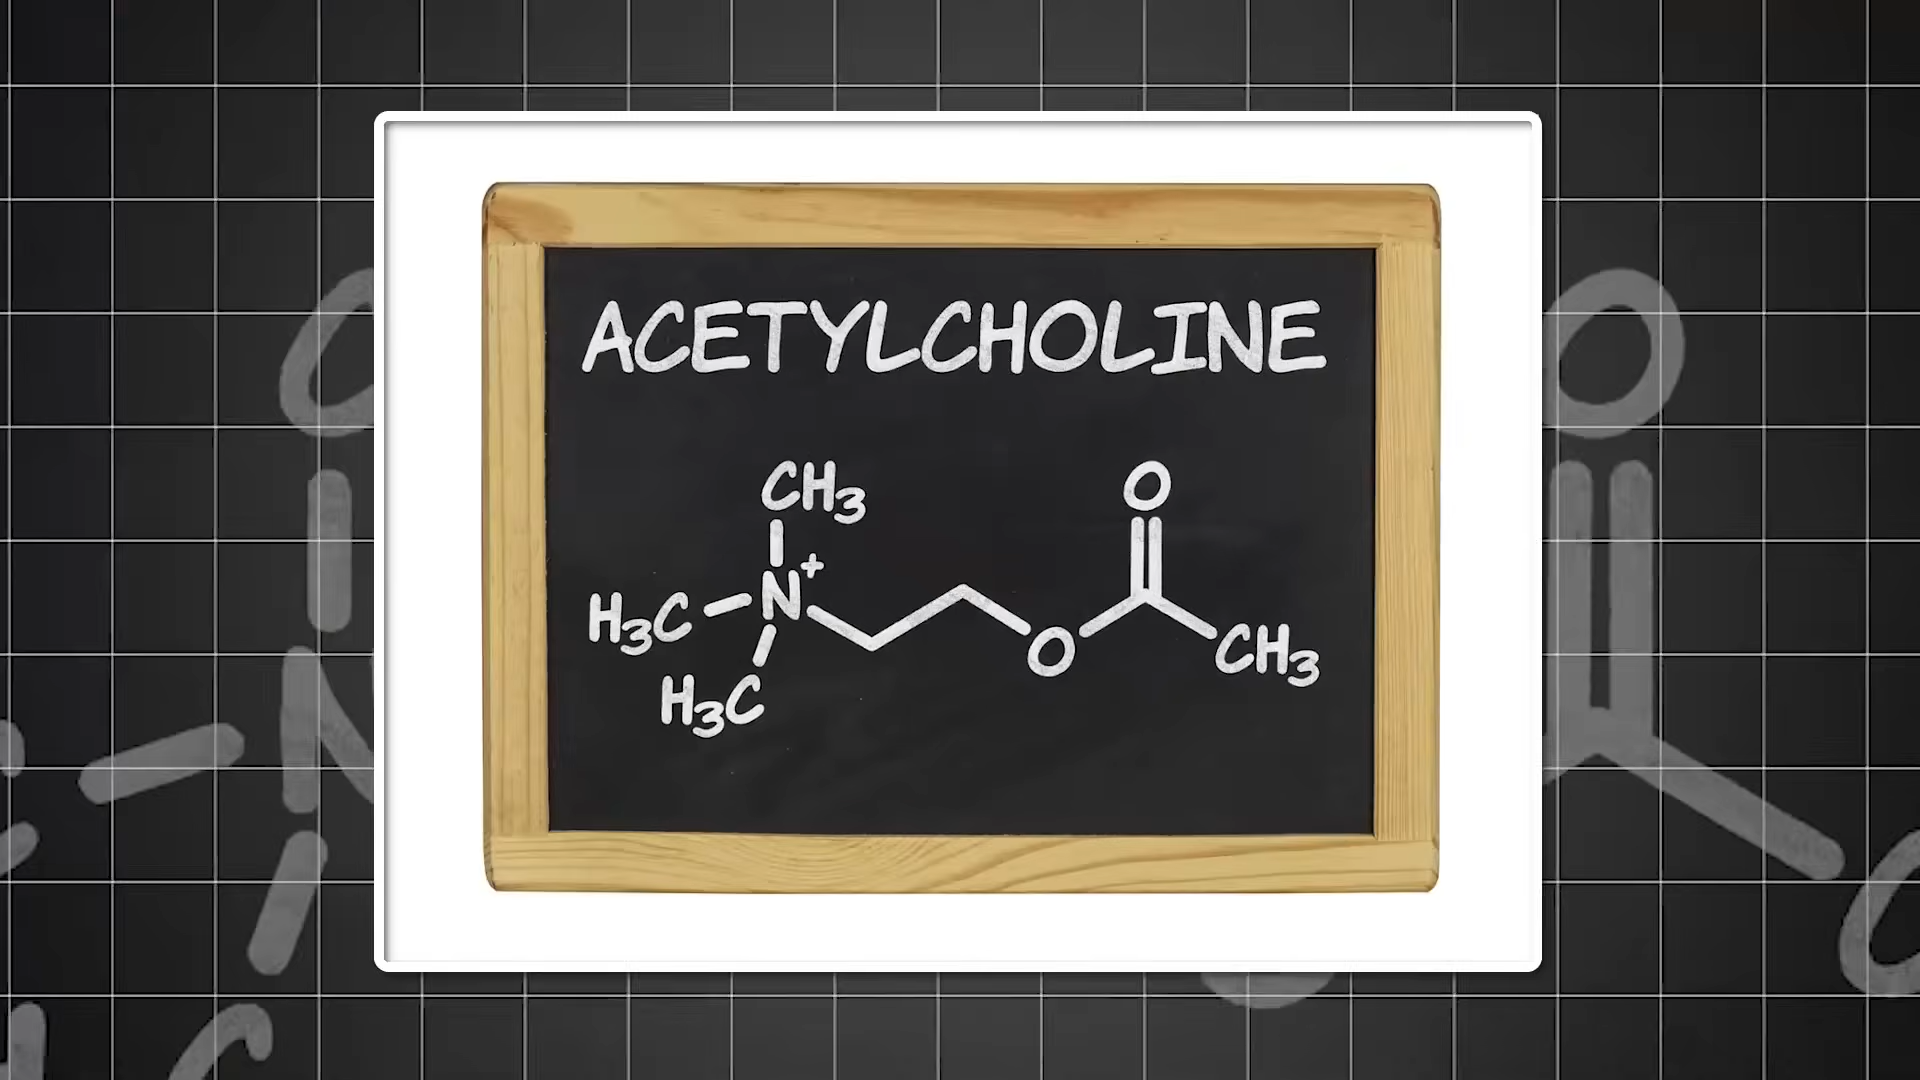 ACETYLCHOLINE
CH3 O
N+
H3C
O CH3
H3C